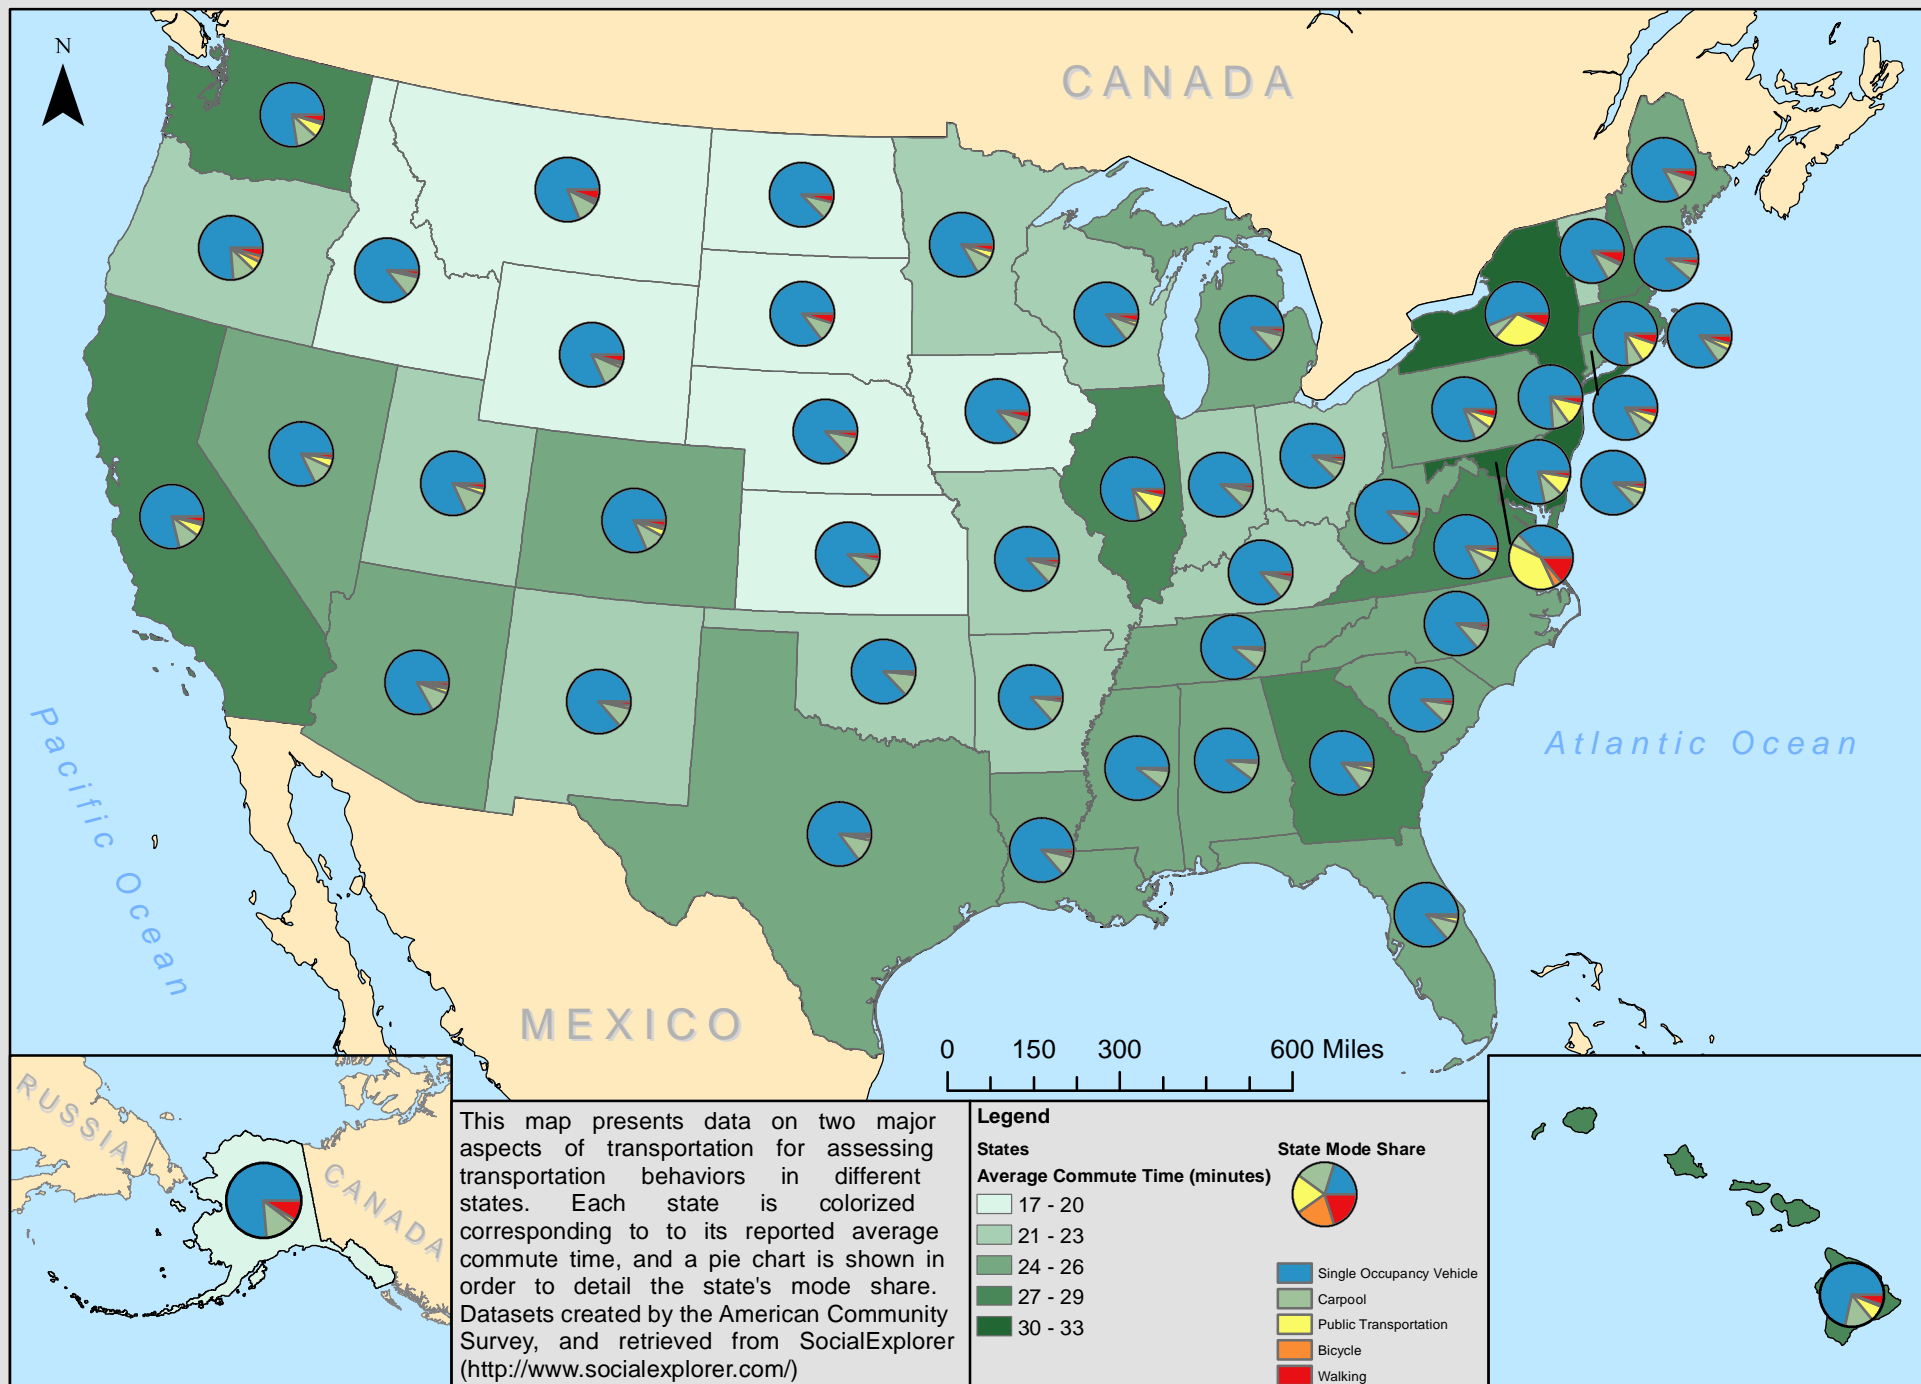 N
CANADA
Pacific Ocean
Atlantic Ocean
MEXICO
0 150 300 600 Miles
RUSSIA
CANADA
This map presents data on two major
aspects of transportation for assessing
transportation behaviors in different
states. Each state is colorized
corresponding to to its reported average
commute time, and a pie chart is shown in
order to detail the state's mode share.
Datasets created by the American Community
Survey, and retrieved from SocialExplorer
(http://www.socialexplorer.com/)
Legend
States
Average Commute Time (minutes)
17 - 20
21 - 23
24 - 26
27 - 29
30 - 33
State Mode Share
Single Occupancy Vehicle
Carpool
Public Transportation
Bicycle
Walking